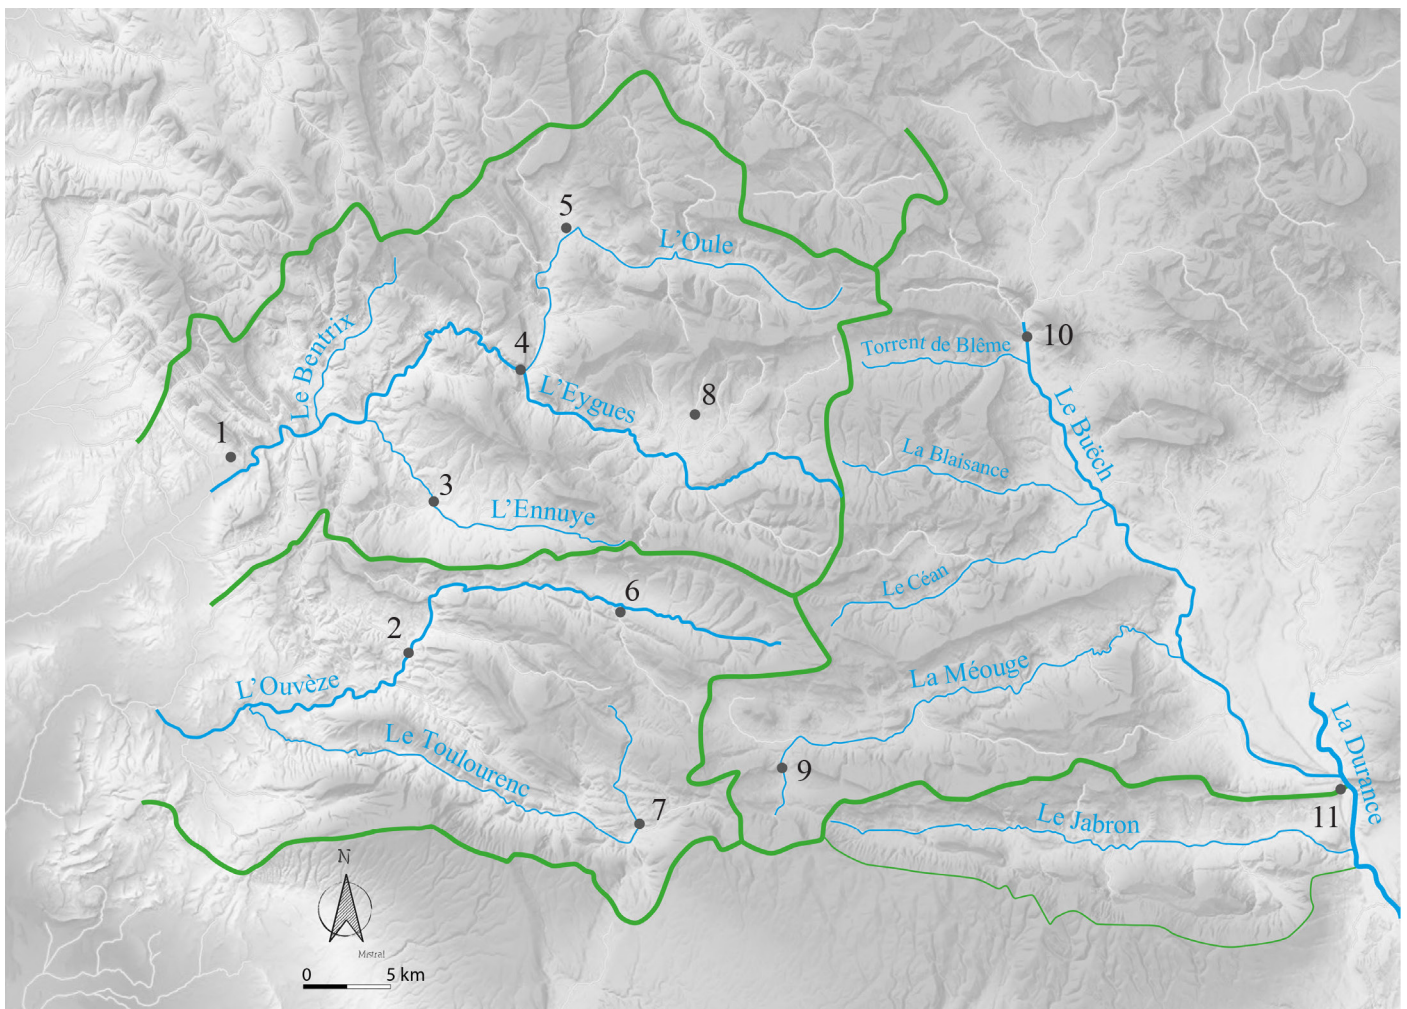 5
L'Oule
Le Bentrix
4
10
Torrent de Blême
L'Eygues
8
Le Buëch
1
La Blaisance
3
L'Ennuye
Le Céan
6
2
La Méouge
L'Ouvèze
Le Toulourenc
9
La Durance
7
11
Le Jabron
N
Mistral
0 5 km